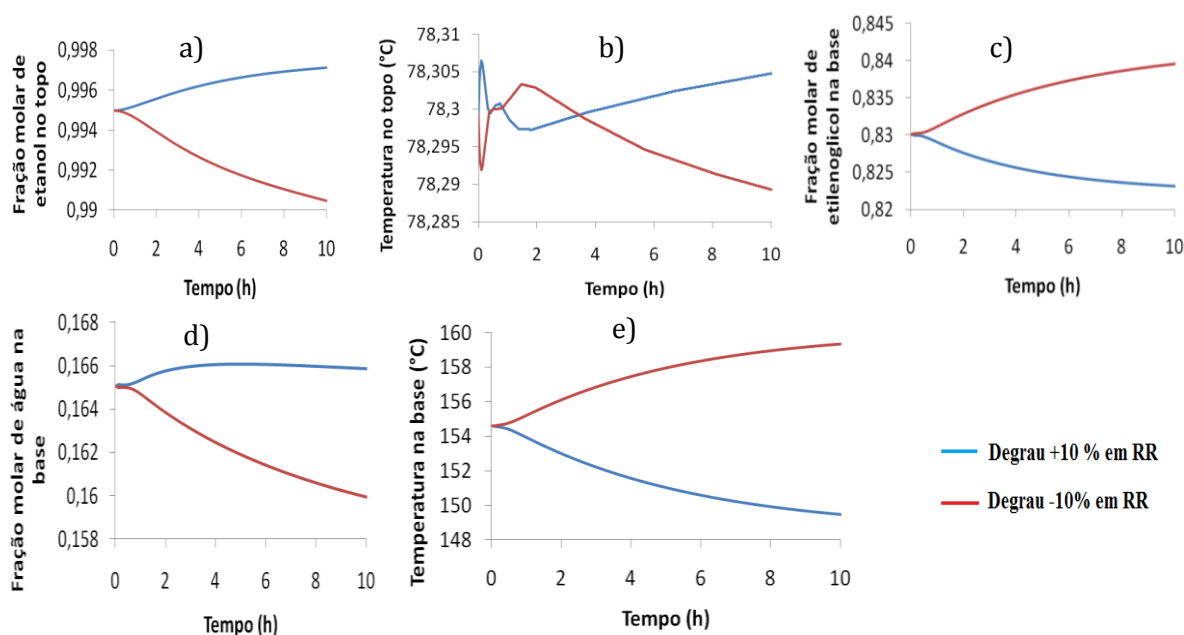 a)
Fração molar de
etanol no topo
0,998
0,996
0,994
0,992
0,99
0 2 4 6 8 10
Tempo (h)
b)
Temperatura no topo (°C)
78,31
78,305
78,3
78,295
78,29
78,285
0 2 4 6 8 10
Tempo (h)
c)
Fração molar de
etilenoglicol na base
0,845
0,84
0,835
0,83
0,825
0,82
0 2 4 6 8 10
Tempo (h)
d)
Fração molar de água na
base
0,168
0,166
0,164
0,162
0,16
0,158
0 2 4 6 8 10
Tempo (h)
e)
Temperatura na base (°C)
160
158
156
154
152
150
148
0 2 4 6 8 10
Tempo (h)
Degrau +10 % em RR
Degrau -10% em RR